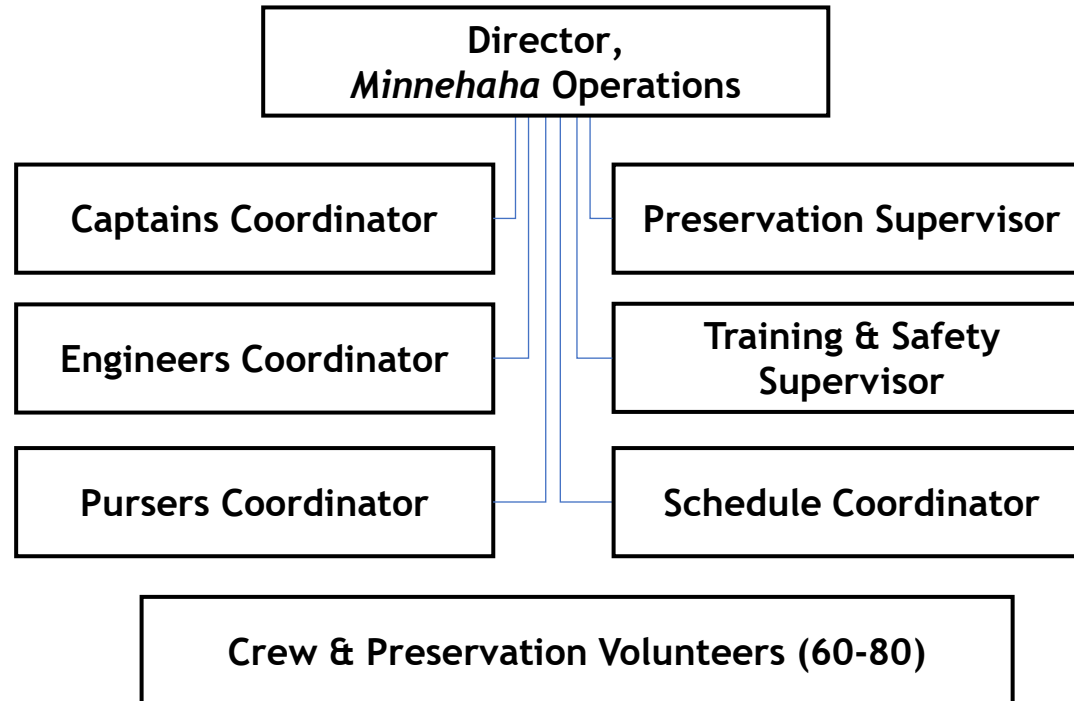 Director,
Minnehaha Operations
Captains Coordinator
Preservation Supervisor
Engineers Coordinator
Training & Safety
Supervisor
Pursers Coordinator
Schedule Coordinator
Crew & Preservation Volunteers (60-80)